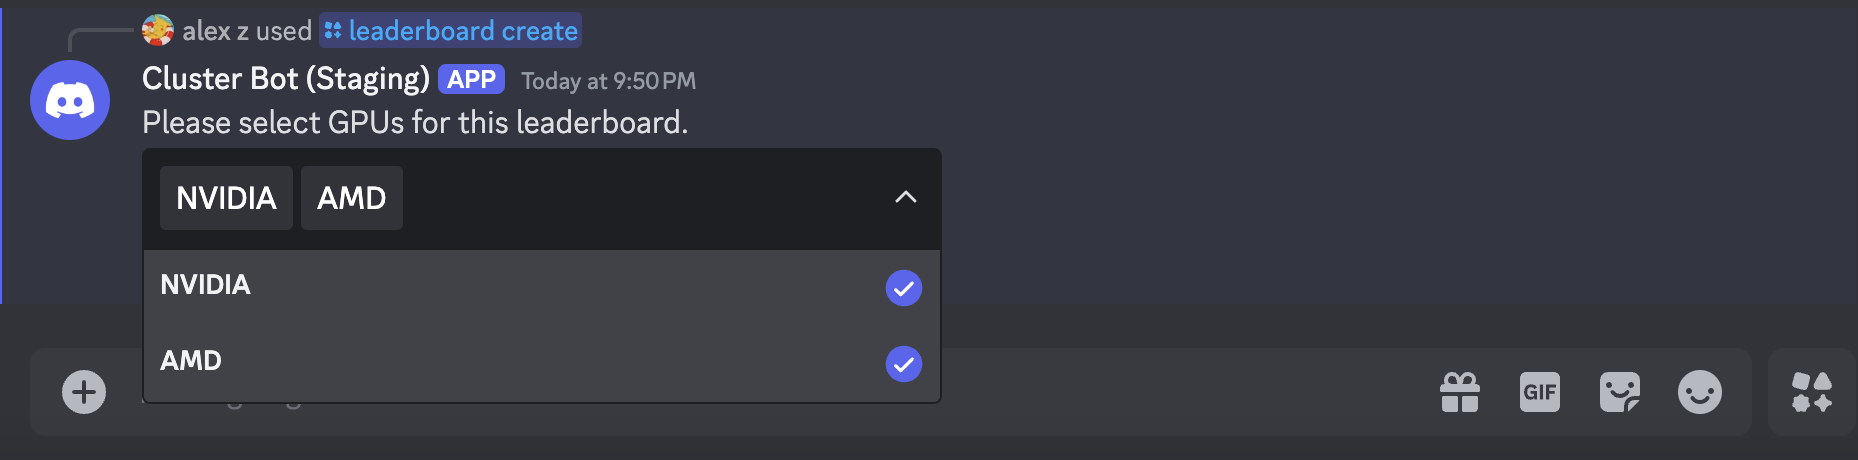 alex z used leaderboard create
Cluster Bot (Staging) APP Today at 9:50 PM
Please select GPUs for this leaderboard.
NVIDIA AMD
NVIDIA
AMD
GIF